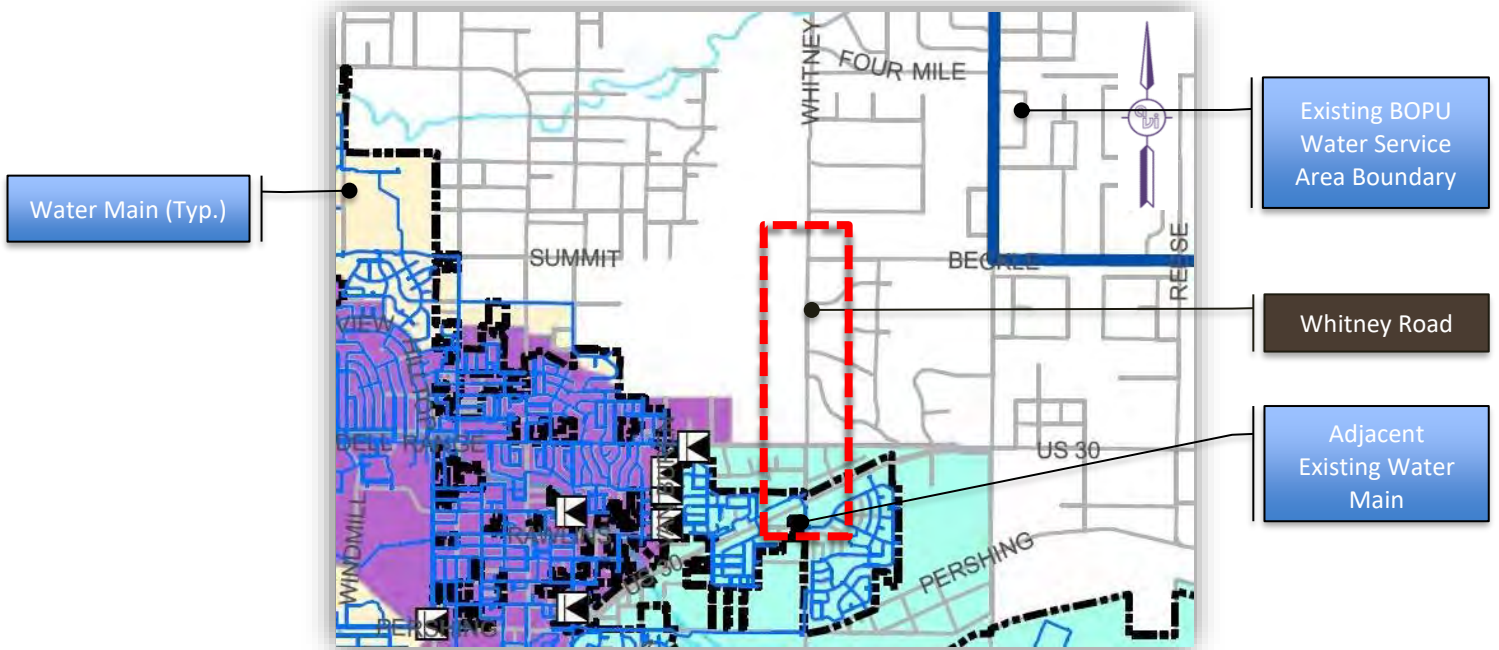 WHITNEY
FOUR MILE
Existing BOPU
Water Service
Area Boundary
Water Main (Typ.)
SUMMIT
BECKLE
REESE
Whitney Road
VIEW
DELL RANGE
US 30
Adjacent
Existing Water
Main
WINDMILL
RAWLINS
US 30
PERSHING
PERSHING